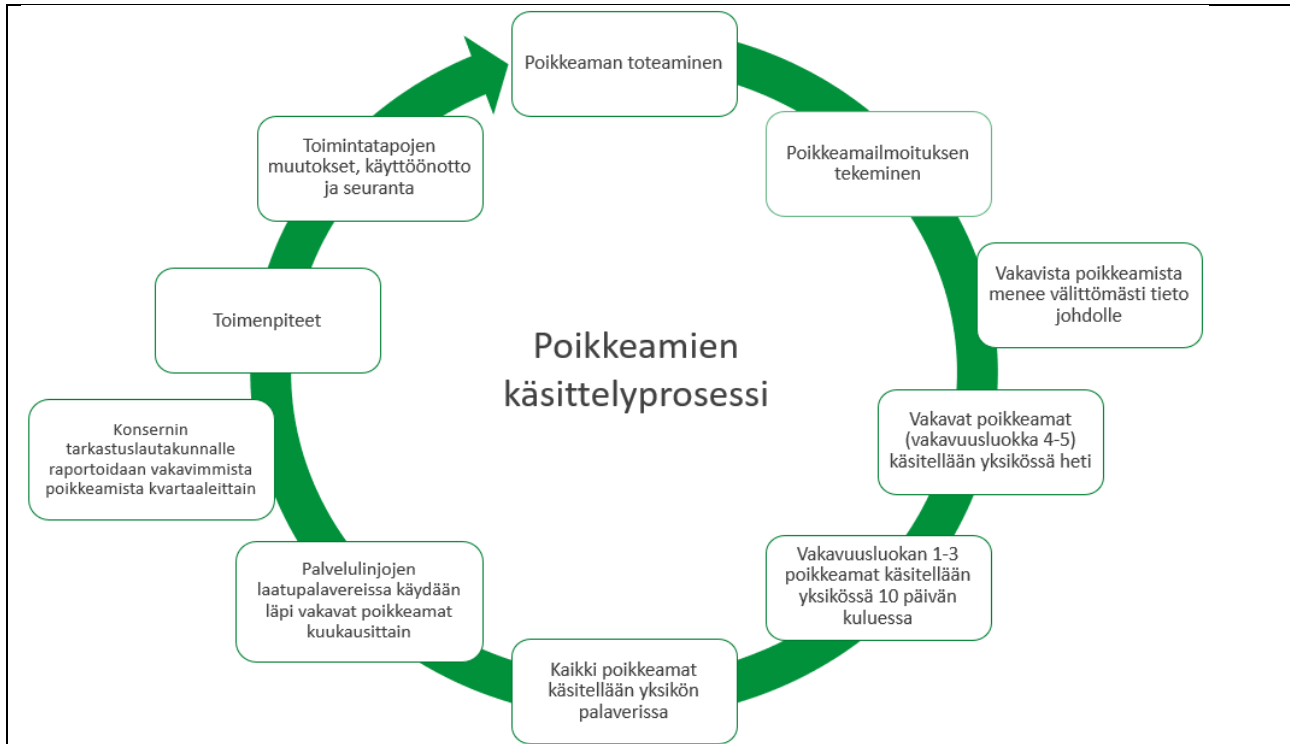 Poikkeaman toteaminen
Poikkeamailmoituksen
tekeminen
Vakavista poikkeamista
menee välittömästi tieto
johdolle
Vakavat poikkeamat
(vakavuusluokka 4-5)
käsitellään yksikössä heti
Vakavuusluokan 1-3
poikkeamat käsitellään
yksikössä 10 päivän
kuluessa
Kaikki poikkeamat
käsitellään yksikön
palaverissa
Palvelulinjojen
laatupalavereissa käydään
läpi vakavat poikkeamat
kuukausittain
Konsernin
tarkastuslautakunnalle
raportoidaan vakavimmista
poikkeamista kvartaaleittain
Toimenpiteet
Toimintatapojen
muutokset, käyttöönotto
ja seuranta
Poikkeamien
käsittelyprosessi